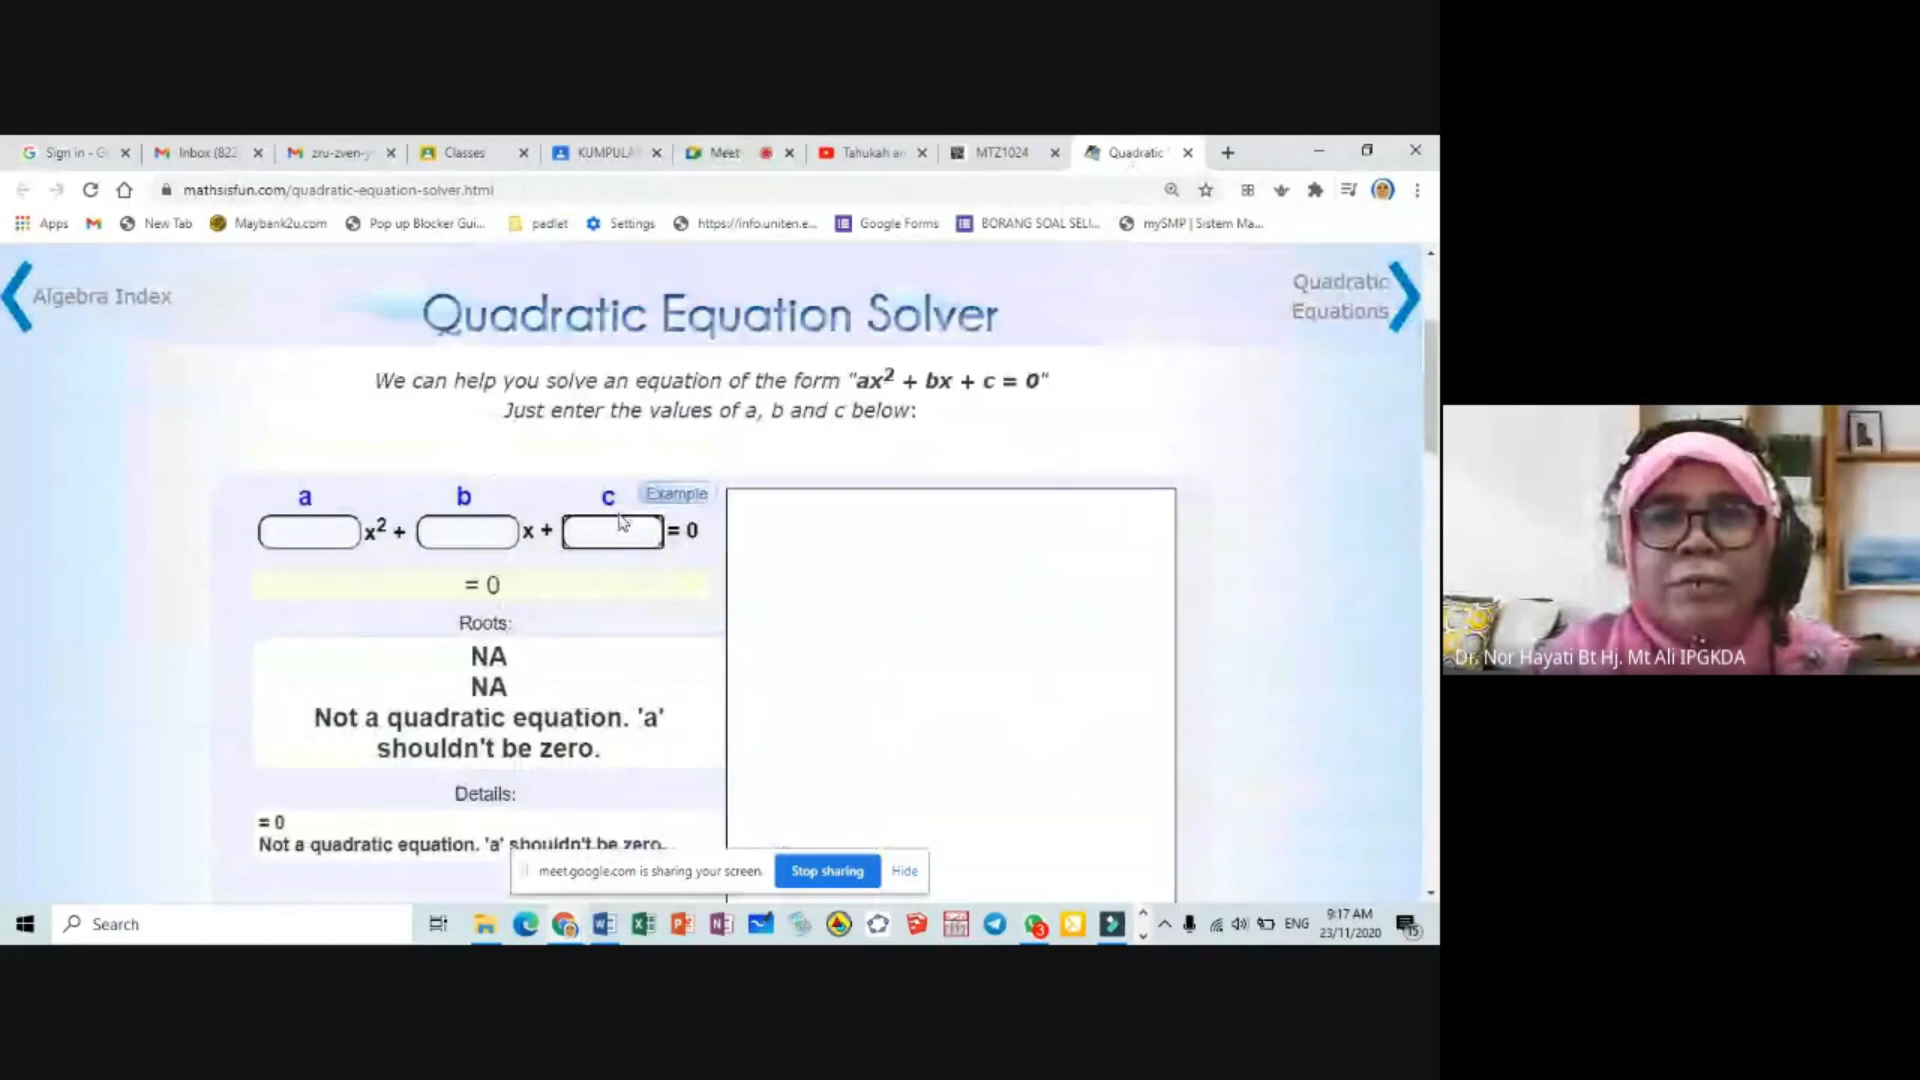 Sign in - G
Inbox (822
zru-zven-y
Classes
KUMPULA
Meet
Tahukah an
MTZ1024
Quadratic
mathsisfun.com/quadratic-equation-solver.html
Apps
New Tab
Maybank2u.com
Pop up Blocker Gui...
padlet
Settings
https://info.uniten.e...
Google Forms
BORANG SOAL SELI...
mySMP | Sistem Ma...
Algebra Index
Quadratic Equation Solver
Quadratic
Equations
We can help you solve an equation of the form "ax² + bx + c = 0"
Just enter the values of a, b and c below:
a b c Example
x² + x + = 0
= 0
Roots:
NA
NA
Not a quadratic equation. 'a'
shouldn't be zero.
Details:
= 0
Not a quadratic equation. 'a' shouldn't be zero.
meet.google.com is sharing your screen.
Stop sharing
Hide
Dr. Nor Hayati Bt Hj. Mt Ali IPGKDA
Search
ENG
9:17 AM
23/11/2020
15
3